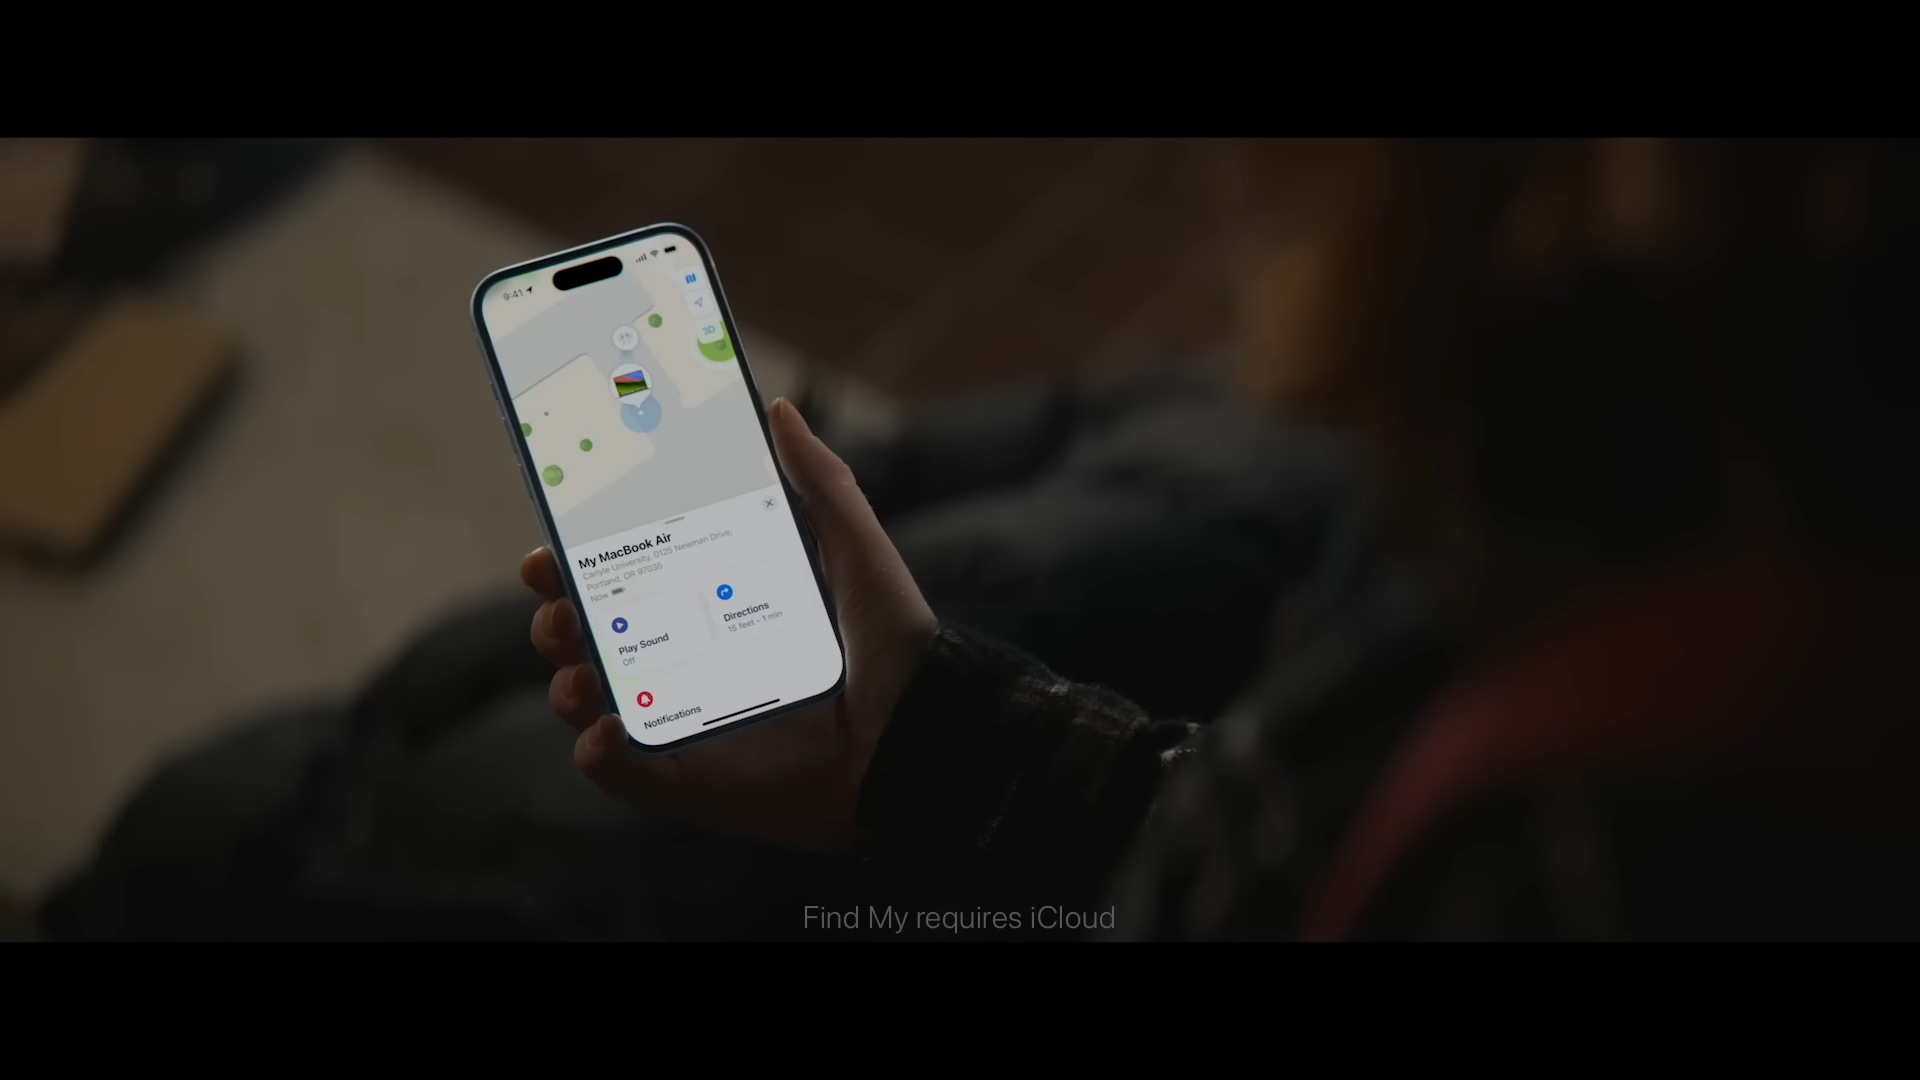 9:41
3D
My MacBook Air
Carlyle University, 0125 Newman Drive,
Portland, OR 97035
Now
Play Sound
Off
Directions
15 feet • 1 min
Notifications
Find My requires iCloud